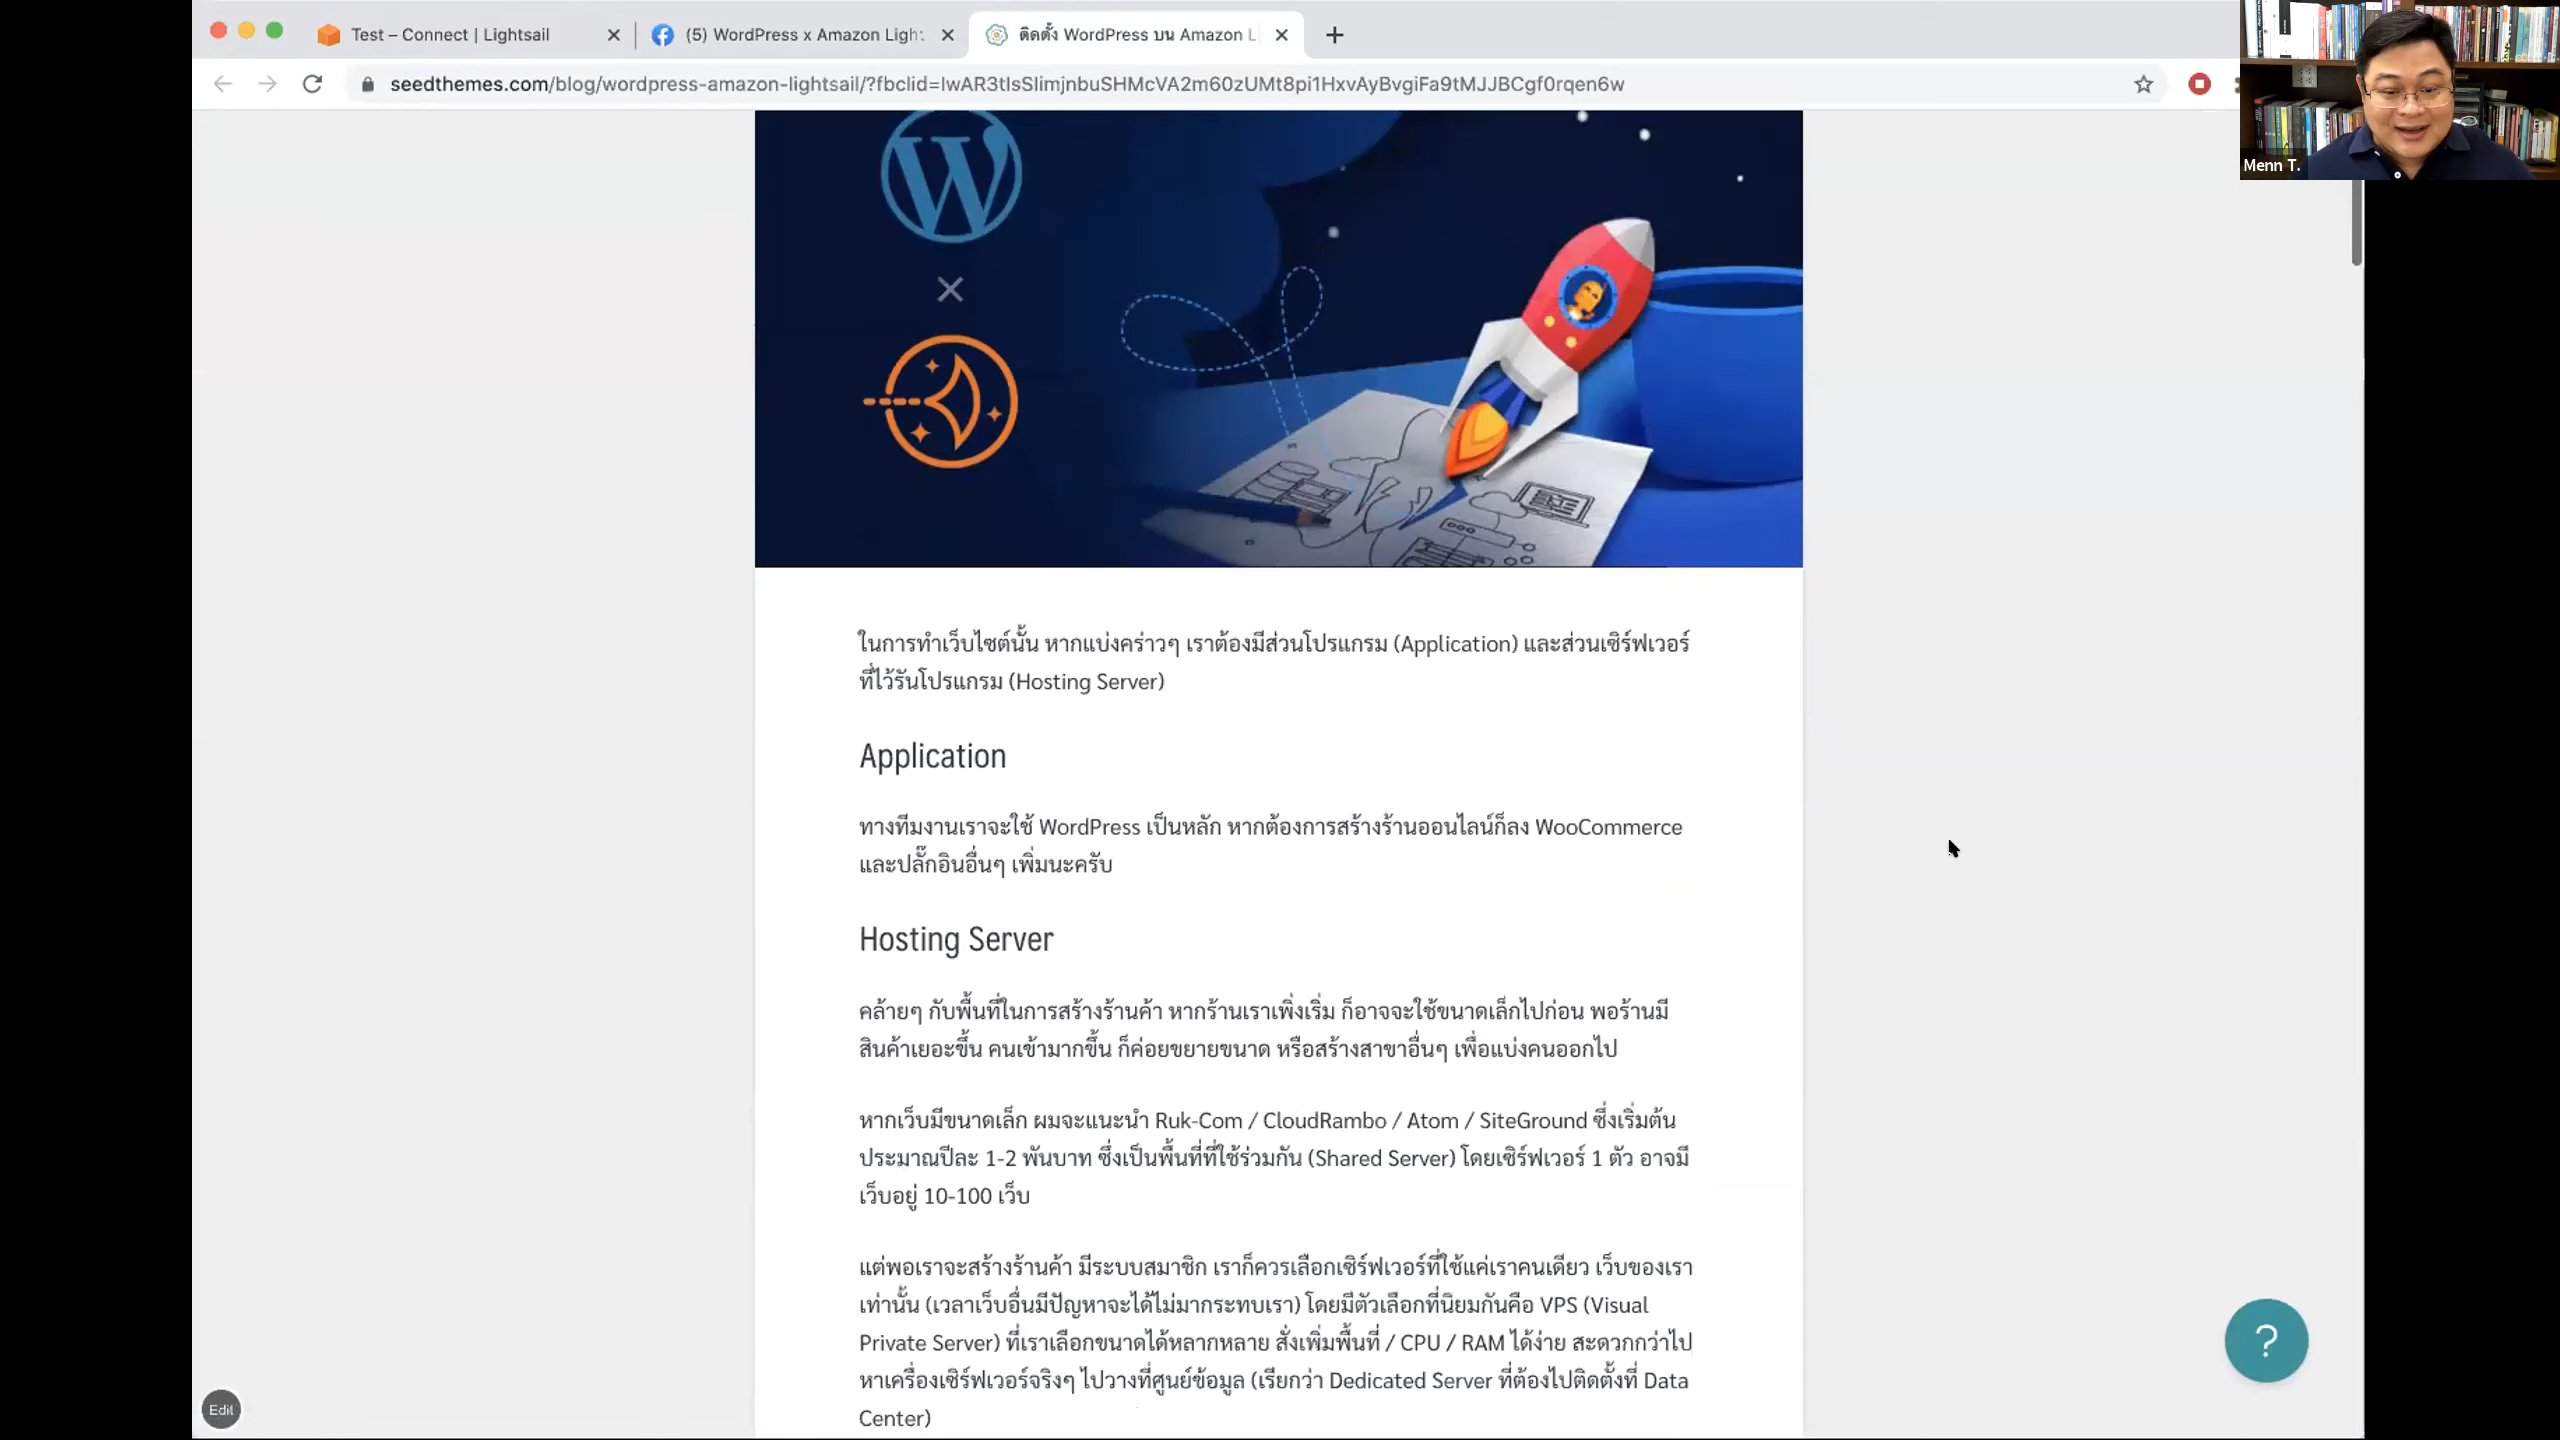 Test – Connect | Lightsail
(5) WordPress x Amazon Light
ติดตั้ง WordPress บน Amazon L
seedthemes.com/blog/wordpress-amazon-lightsail/?fbclid=IwAR3tIsSIimjnbuSHMcVA2m60zUMt8pi1HxvAyBvgiFa9tMJJBCgf0rqen6w
Menn T.
ในการทำเว็บไซต์นั้น หากแบ่งคร่าวๆ เราต้องมีส่วนโปรแกรม (Application) และส่วนเซิร์ฟเวอร์
ที่ไว้รันโปรแกรม (Hosting Server)
Application
ทางทีมงานเราจะใช้ WordPress เป็นหลัก หากต้องการสร้างร้านออนไลน์ก็ลง WooCommerce
และปลั๊กอินอื่นๆ เพิ่มนะครับ
Hosting Server
คล้ายๆ กับพื้นที่ในการสร้างร้านค้า หากร้านเราเพิ่งเริ่ม ก็อาจจะใช้ขนาดเล็กไปก่อน พอร้านมี
สินค้าเยอะขึ้น คนเข้ามากขึ้น ก็ค่อยขยายขนาด หรือสร้างสาขาอื่นๆ เพื่อแบ่งคนออกไป
หากเว็บมีขนาดเล็ก ผมจะแนะนำ Ruk-Com / CloudRambo / Atom / SiteGround ซึ่งเริ่มต้น
ประมาณปีละ 1-2 พันบาท ซึ่งเป็นพื้นที่ที่ใช้ร่วมกัน (Shared Server) โดยเซิร์ฟเวอร์ 1 ตัว อาจมี
เว็บอยู่ 10-100 เว็บ
แต่พอเราจะสร้างร้านค้า มีระบบสมาชิก เราก็ควรเลือกเซิร์ฟเวอร์ที่ใช้แค่เราคนเดียว เว็บของเรา
เท่านั้น (เวลาเว็บอื่นมีปัญหาจะได้ไม่มากระทบเรา) โดยมีตัวเลือกที่นิยมกันคือ VPS (Visual
Private Server) ที่เราเลือกขนาดได้หลากหลาย สั่งเพิ่มพื้นที่ / CPU / RAM ได้ง่าย สะดวกกว่าไป
หาเครื่องเซิร์ฟเวอร์จริงๆ ไปวางที่ศูนย์ข้อมูล (เรียกว่า Dedicated Server ที่ต้องไปติดตั้งที่ Data
Center)
?
Edit